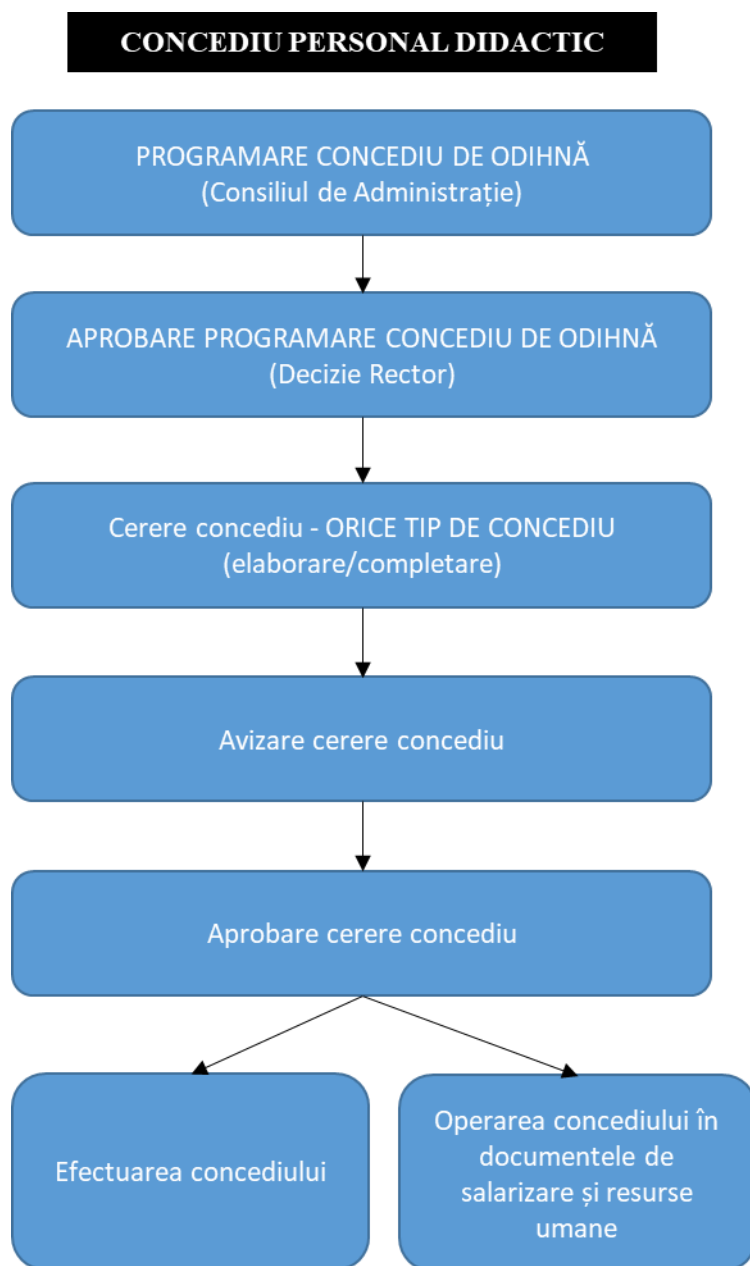 CONCEDIU PERSONAL DIDACTIC
PROGRAMARE CONCEDIU DE ODIHNĂ
(Consiliul de Administrație)
APROBARE PROGRAMARE CONCEDIU DE ODIHNĂ
(Decizie Rector)
Cerere concediu - ORICE TIP DE CONCEDIU
(elaborare/completare)
Avizare cerere concediu
Aprobare cerere concediu
Efectuarea concediului
Operarea concediului în
documentele de
salarizare și resurse
umane